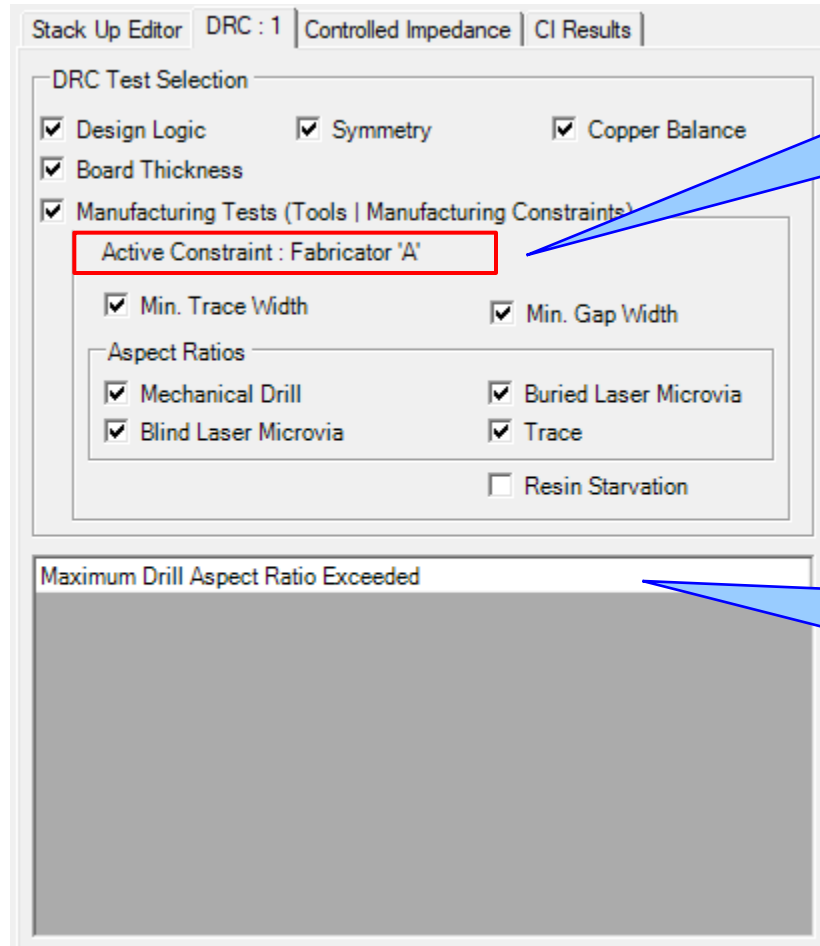 Stack Up Editor DRC : 1 Controlled Impedance CI Results
DRC Test Selection
Design Logic Symmetry Copper Balance
Board Thickness
Manufacturing Tests (Tools | Manufacturing Constraints)
Active Constraint : Fabricator 'A'
Min. Trace Width Min. Gap Width
Aspect Ratios
Mechanical Drill Buried Laser Microvia
Blind Laser Microvia Trace
Resin Starvation
Maximum Drill Aspect Ratio Exceeded